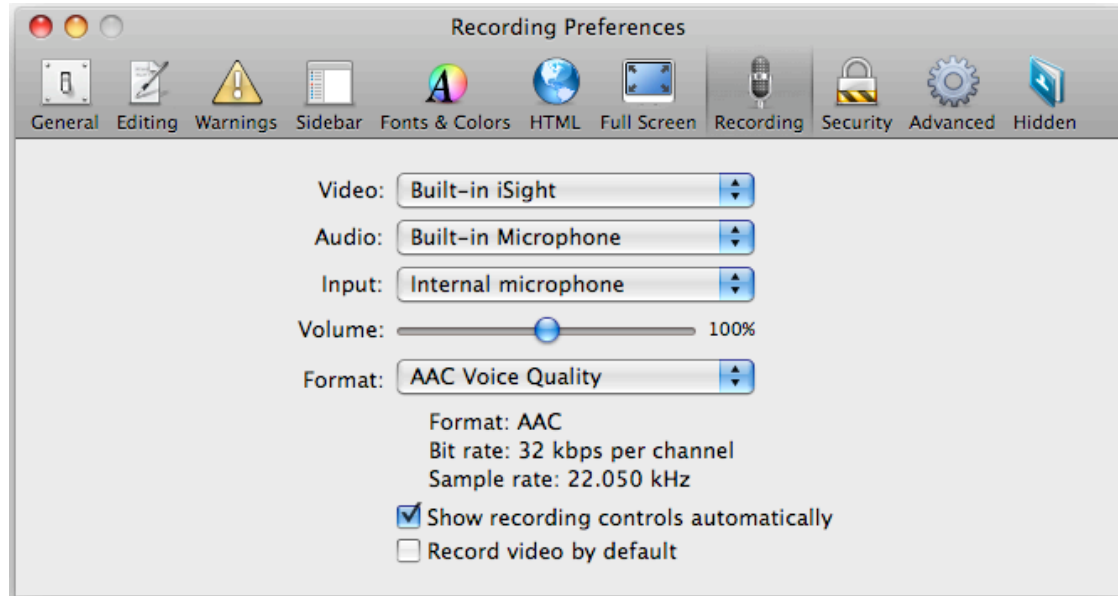 Recording Preferences
General Editing Warnings Sidebar Fonts & Colors HTML Full Screen Recording Security Advanced Hidden
Video: Built-in iSight
Audio: Built-in Microphone
Input: Internal microphone
Volume: 100%
Format: AAC Voice Quality
Format: AAC
Bit rate: 32 kbps per channel
Sample rate: 22.050 kHz
Show recording controls automatically
Record video by default